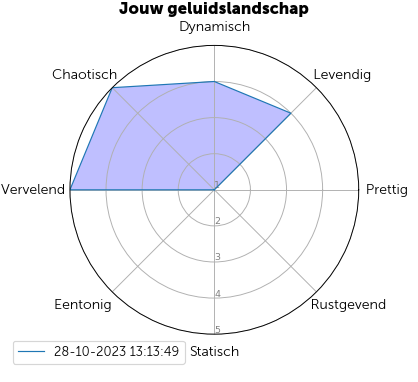 Jouw geluidslandschap
Dynamisch
Chaotisch
Levendig
Vervelend
1
Prettig
2
3
4
Eentonig
Rustgevend
5
28-10-2023 13:13:49
Statisch